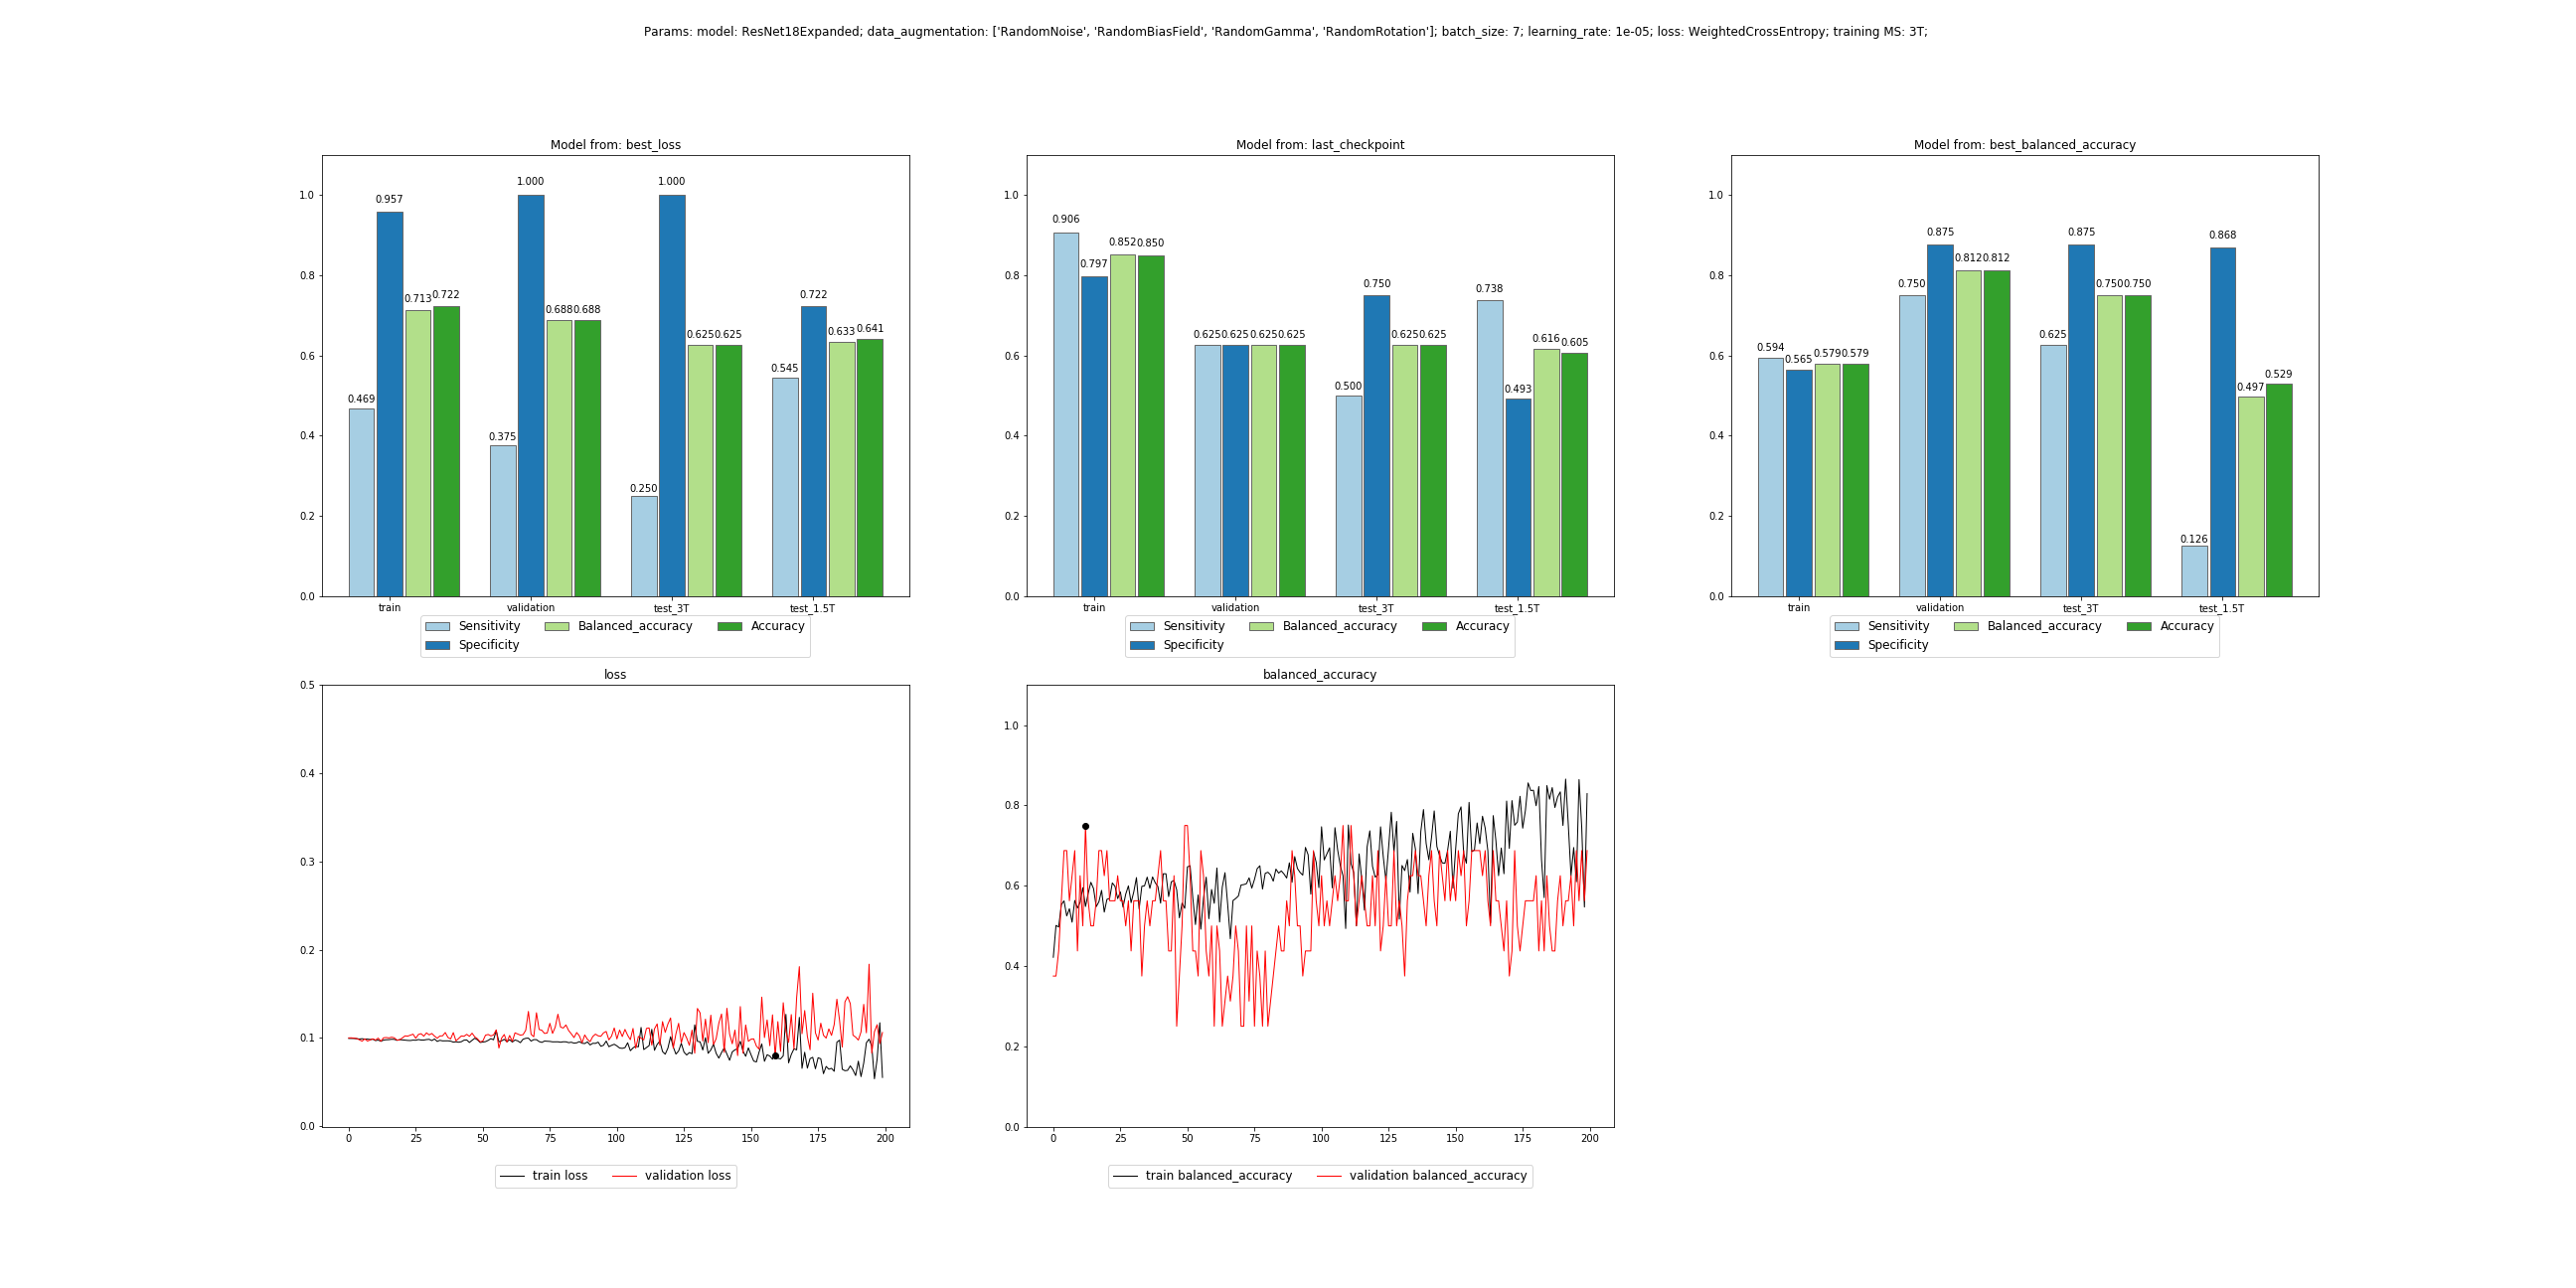 Params: model: ResNet18Expanded; data_augmentation: ['RandomNoise', 'RandomBiasField', 'RandomGamma', 'RandomRotation']; batch_size: 7; learning_rate: 1e-05; loss: WeightedCrossEntropy; training MS: 3T;
Model from: best_loss
1.0
0.8
0.6
0.4
0.2
0.0
0.469
0.957
0.713
0.722
0.375
1.000
0.688
0.688
0.250
1.000
0.625
0.625
0.545
0.722
0.633
0.641
train
validation
test_3T
test_1.5T
Sensitivity
Specificity
Balanced_accuracy
Accuracy
Model from: last_checkpoint
1.0
0.8
0.6
0.4
0.2
0.0
0.906
0.797
0.852
0.850
0.625
0.625
0.625
0.625
0.500
0.750
0.625
0.625
0.738
0.493
0.616
0.605
train
validation
test_3T
test_1.5T
Sensitivity
Specificity
Balanced_accuracy
Accuracy
Model from: best_balanced_accuracy
1.0
0.8
0.6
0.4
0.2
0.0
0.594
0.565
0.579
0.579
0.750
0.875
0.812
0.812
0.625
0.875
0.750
0.750
0.126
0.868
0.497
0.529
train
validation
test_3T
test_1.5T
Sensitivity
Specificity
Balanced_accuracy
Accuracy
loss
0.5
0.4
0.3
0.2
0.1
0.0
0 25 50 75 100 125 150 175 200
train loss
validation loss
balanced_accuracy
1.0
0.8
0.6
0.4
0.2
0.0
0 25 50 75 100 125 150 175 200
train balanced_accuracy
validation balanced_accuracy